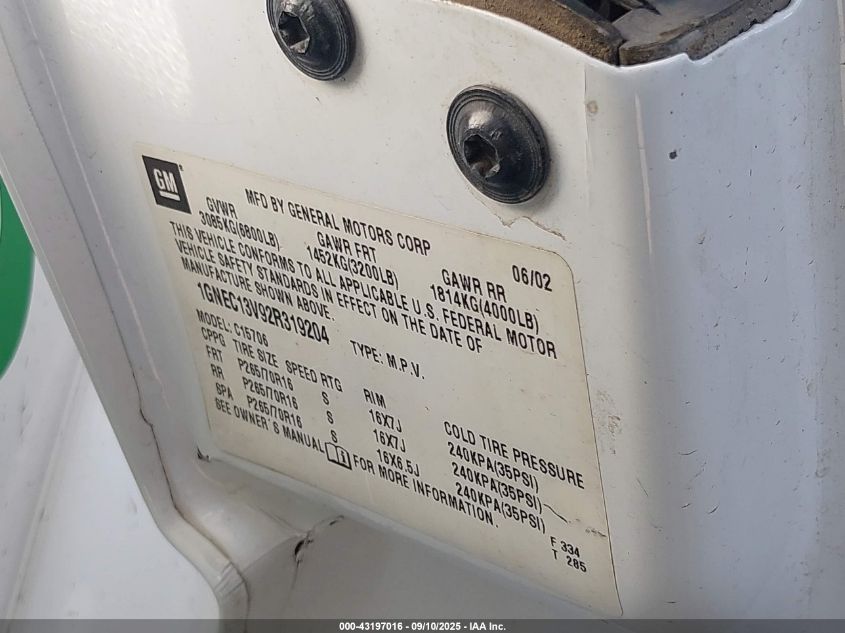 GM
MFD BY GENERAL MOTORS CORP
06/02
GVWR GAWR FRT GAWR RR
3085KG(6800LB) 1452KG(3200LB) 1814KG(4000LB)
THIS VEHICLE CONFORMS TO ALL APPLICABLE U.S. FEDERAL MOTOR
VEHICLE SAFETY STANDARDS IN EFFECT ON THE DATE OF
MANUFACTURE SHOWN ABOVE.
1GNEC13V92R319204 TYPE: M.P.V.
MODEL: C15706
CPPG TIRE SIZE SPEED RTG RIM COLD TIRE PRESSURE
FRT P265/70R16 S 16X7J 240KPA(35PSI)
RR P265/70R16 S 16X7J 240KPA(35PSI)
SPA P265/70R16 S 16X6.5J 240KPA(35PSI)
SEE OWNER'S MANUAL FOR MORE INFORMATION.
F 334
T 285
000-43197016 - 09/10/2025 - IAA Inc.